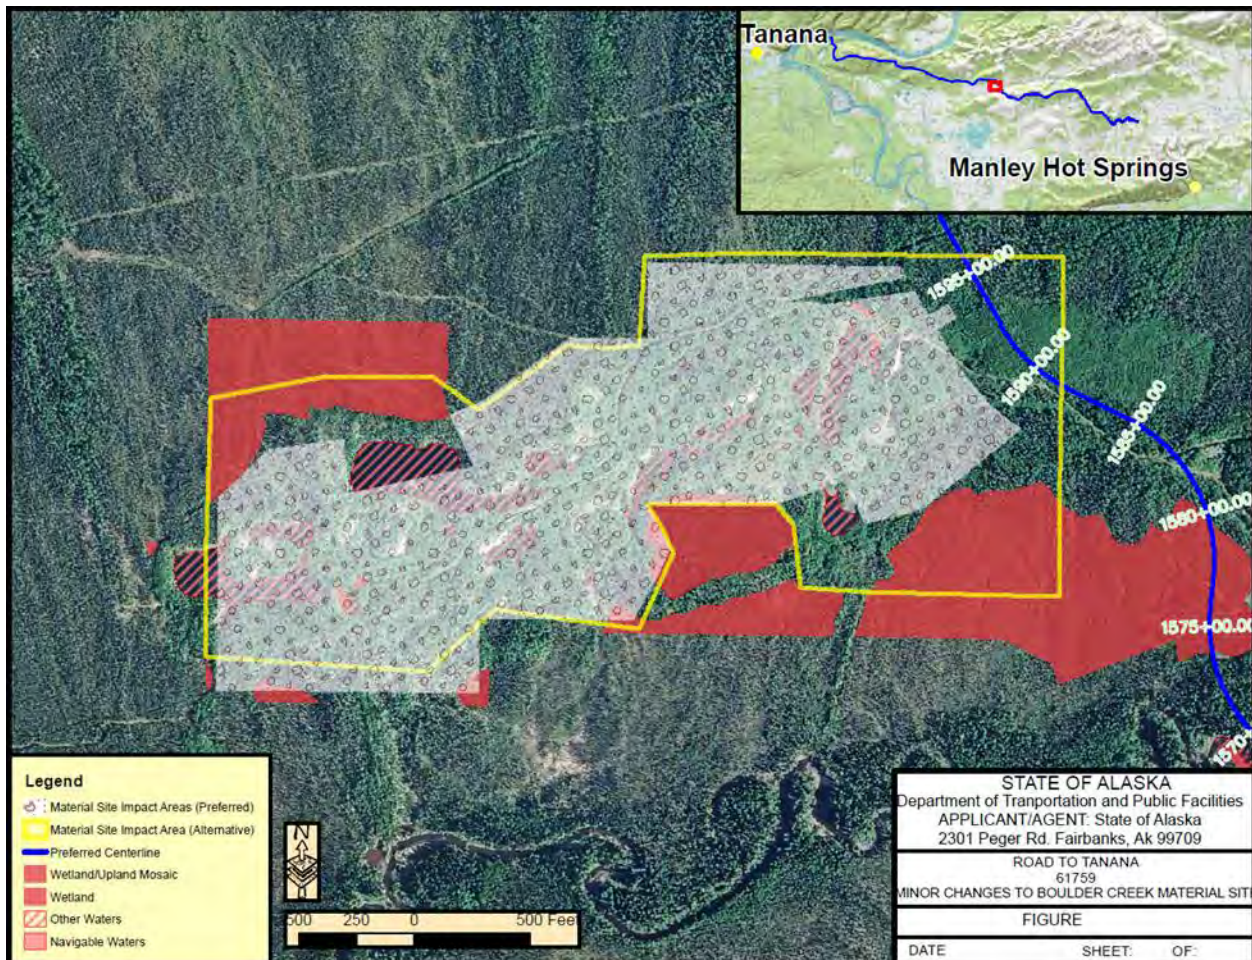 Tanana
Manley Hot Springs
1595+00.00
1590+00.00
1585+00.00
1580+00.00
1575+00.00
1570+
Legend
Material Site Impact Areas (Preferred)
Material Site Impact Area (Alternative)
Preferred Centerline
Wetland/Upland Mosaic
Wetland
Other Waters
Navigable Waters
N
500 250 0 500 Feet
STATE OF ALASKA
Department of Tranportation and Public Facilities
APPLICANT/AGENT: State of Alaska
2301 Peger Rd. Fairbanks, Ak 99709
ROAD TO TANANA
61759
MINOR CHANGES TO BOULDER CREEK MATERIAL SITE
FIGURE
DATE SHEET: OF: